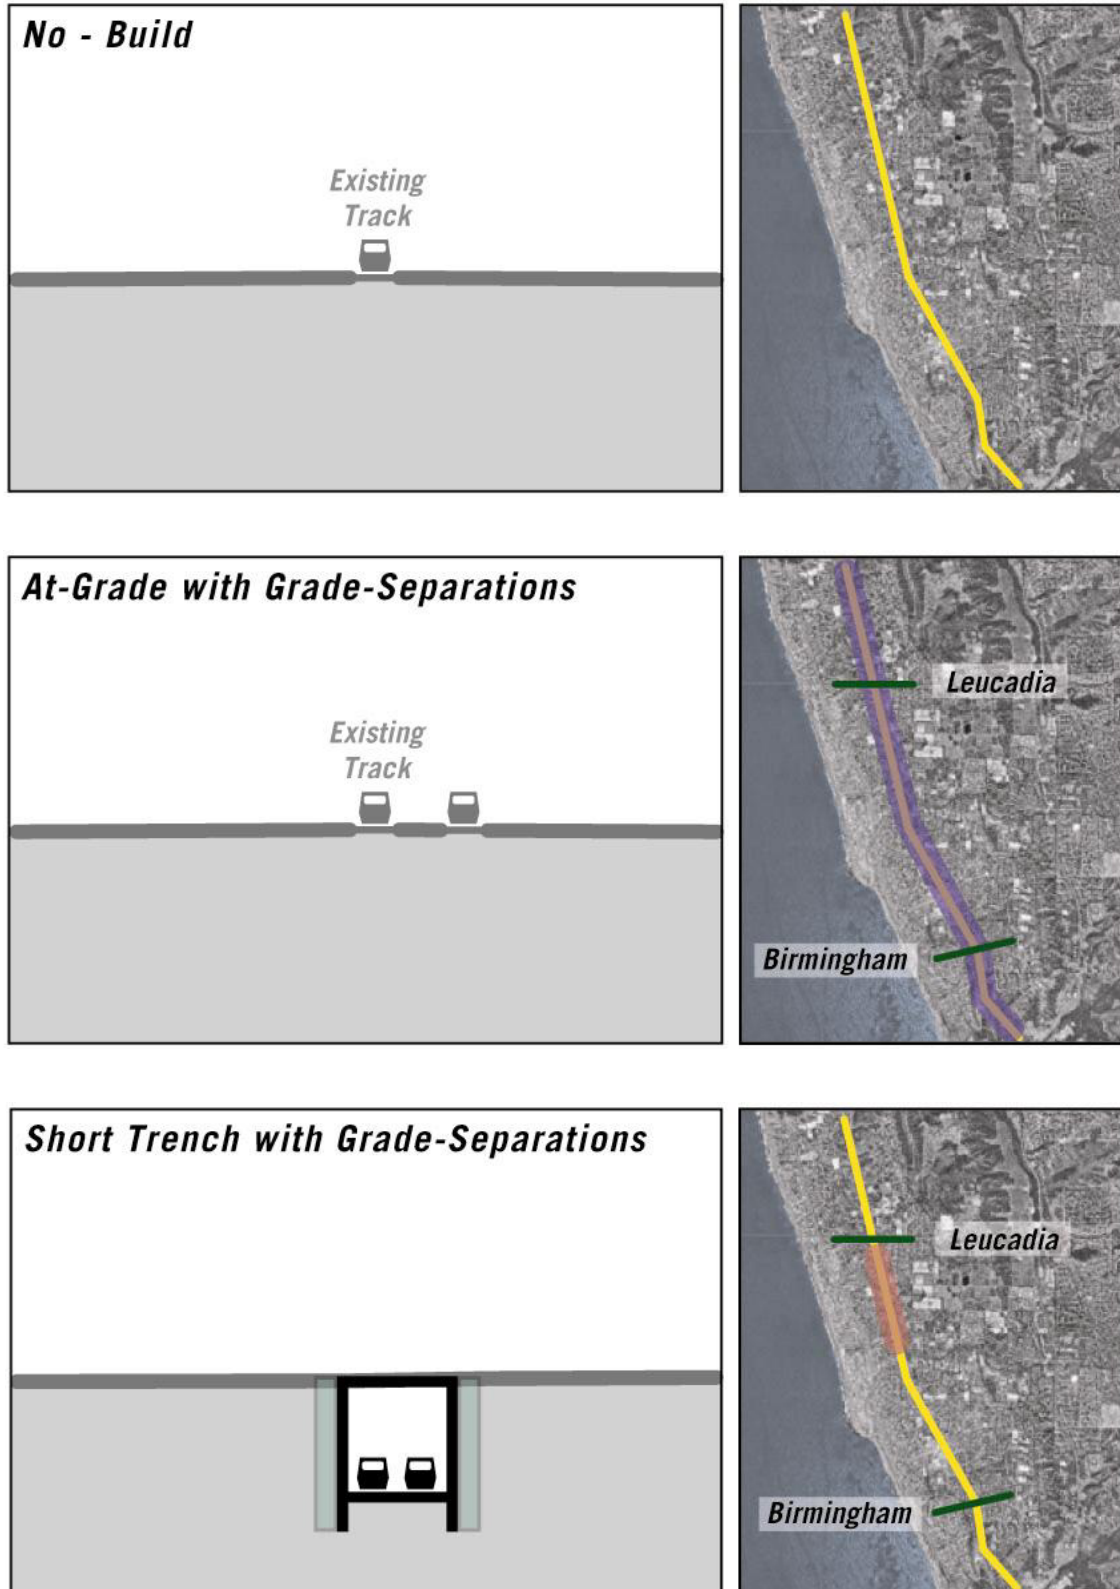 No - Build
Existing
Track
At-Grade with Grade-Separations
Existing
Track
Leucadia
Birmingham
Short Trench with Grade-Separations
Leucadia
Birmingham